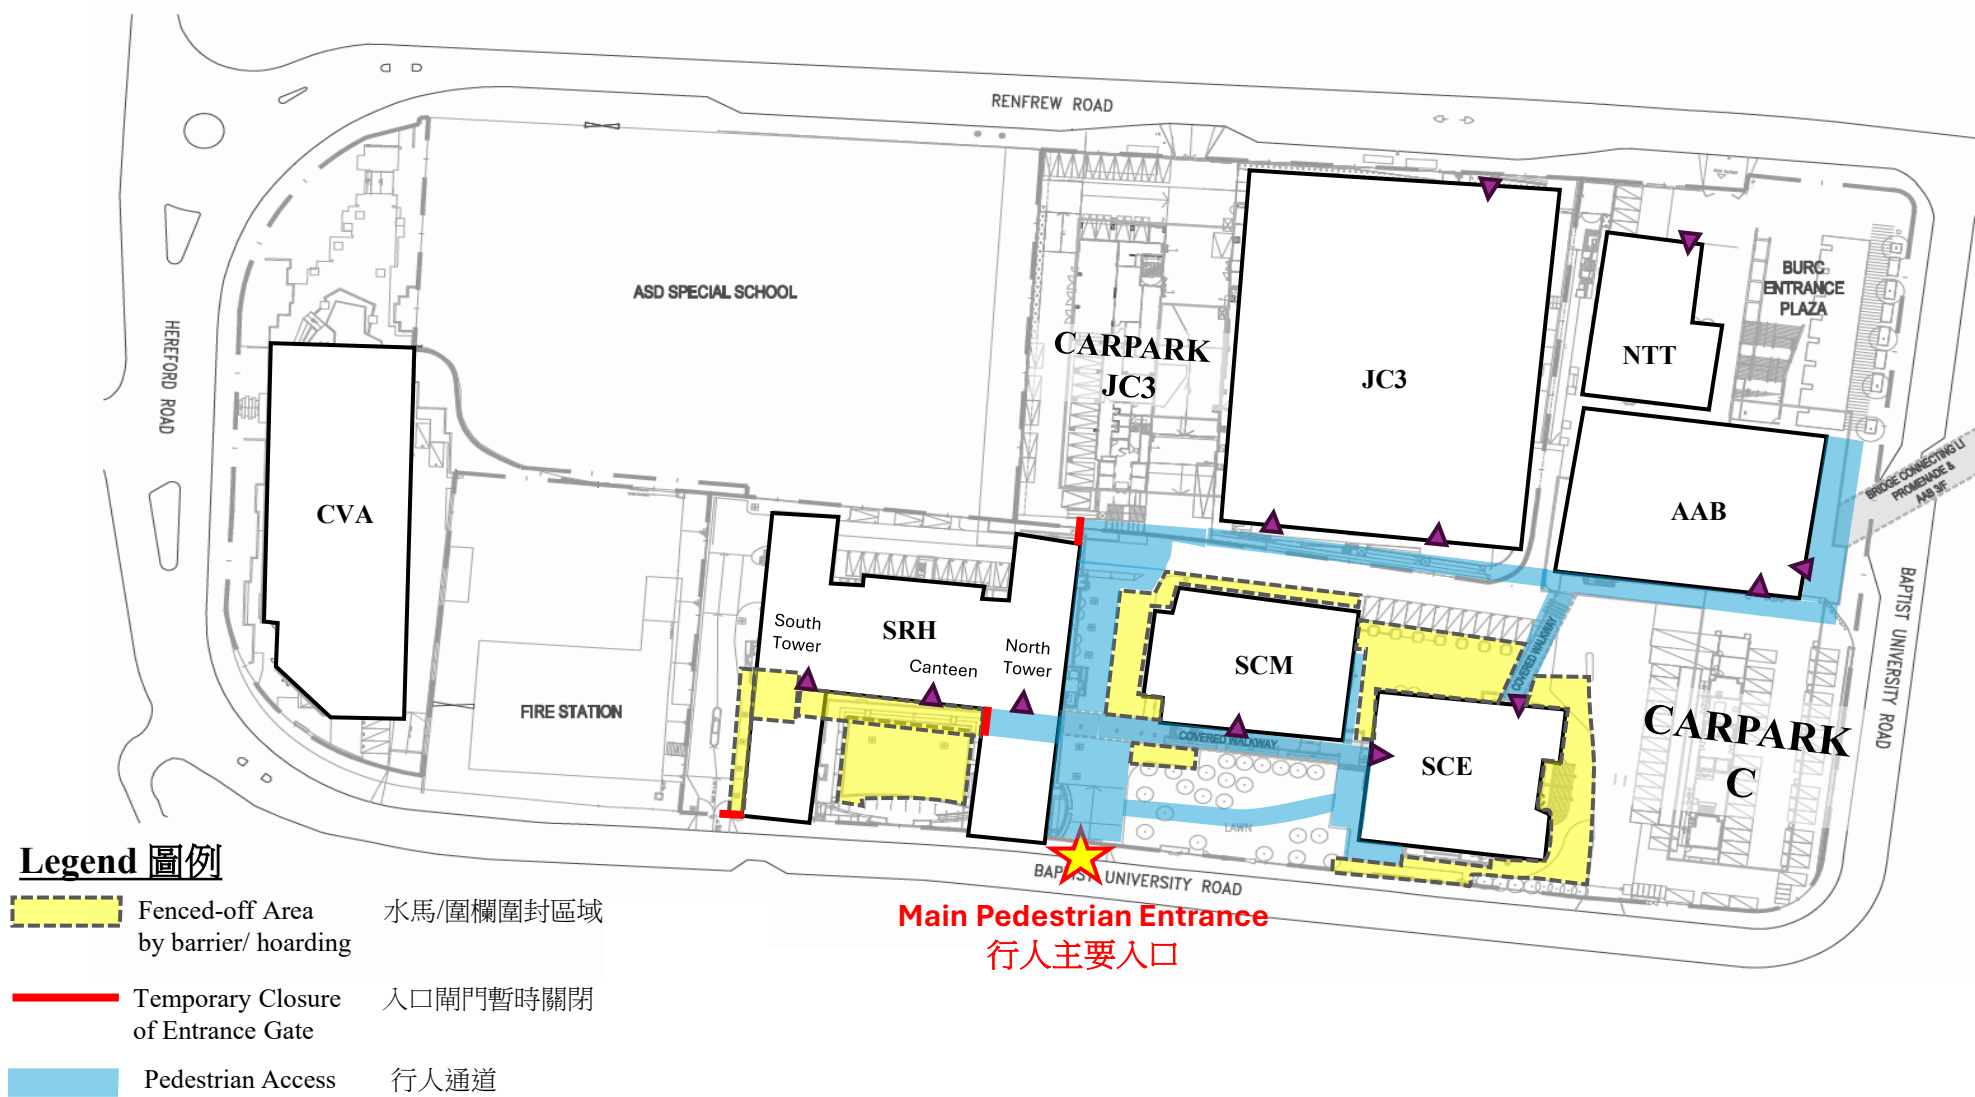 RENFREW ROAD
HEREFORD ROAD
ASD SPECIAL SCHOOL
CARPARK
JC3
JC3
NTT
BURC
ENTRANCE
PLAZA
CVA
AAB
BRIDGE CONNECTING LT
PROMENADE &
AAB 3/F
South
Tower
SRH
Canteen
North
Tower
SCM
COVERED WALKWAY
COVERED WALKWAY
SCE
CARPARK
C
FIRE STATION
LAWN
BAPTIST UNIVERSITY ROAD
BAPTIST UNIVERSITY ROAD
Main Pedestrian Entrance
行人主要入口
Legend 圖例
Fenced-off Area 水馬/圍欄圍封區域
by barrier/ hoarding
Temporary Closure 入口閘門暫時關閉
of Entrance Gate
Pedestrian Access 行人通道